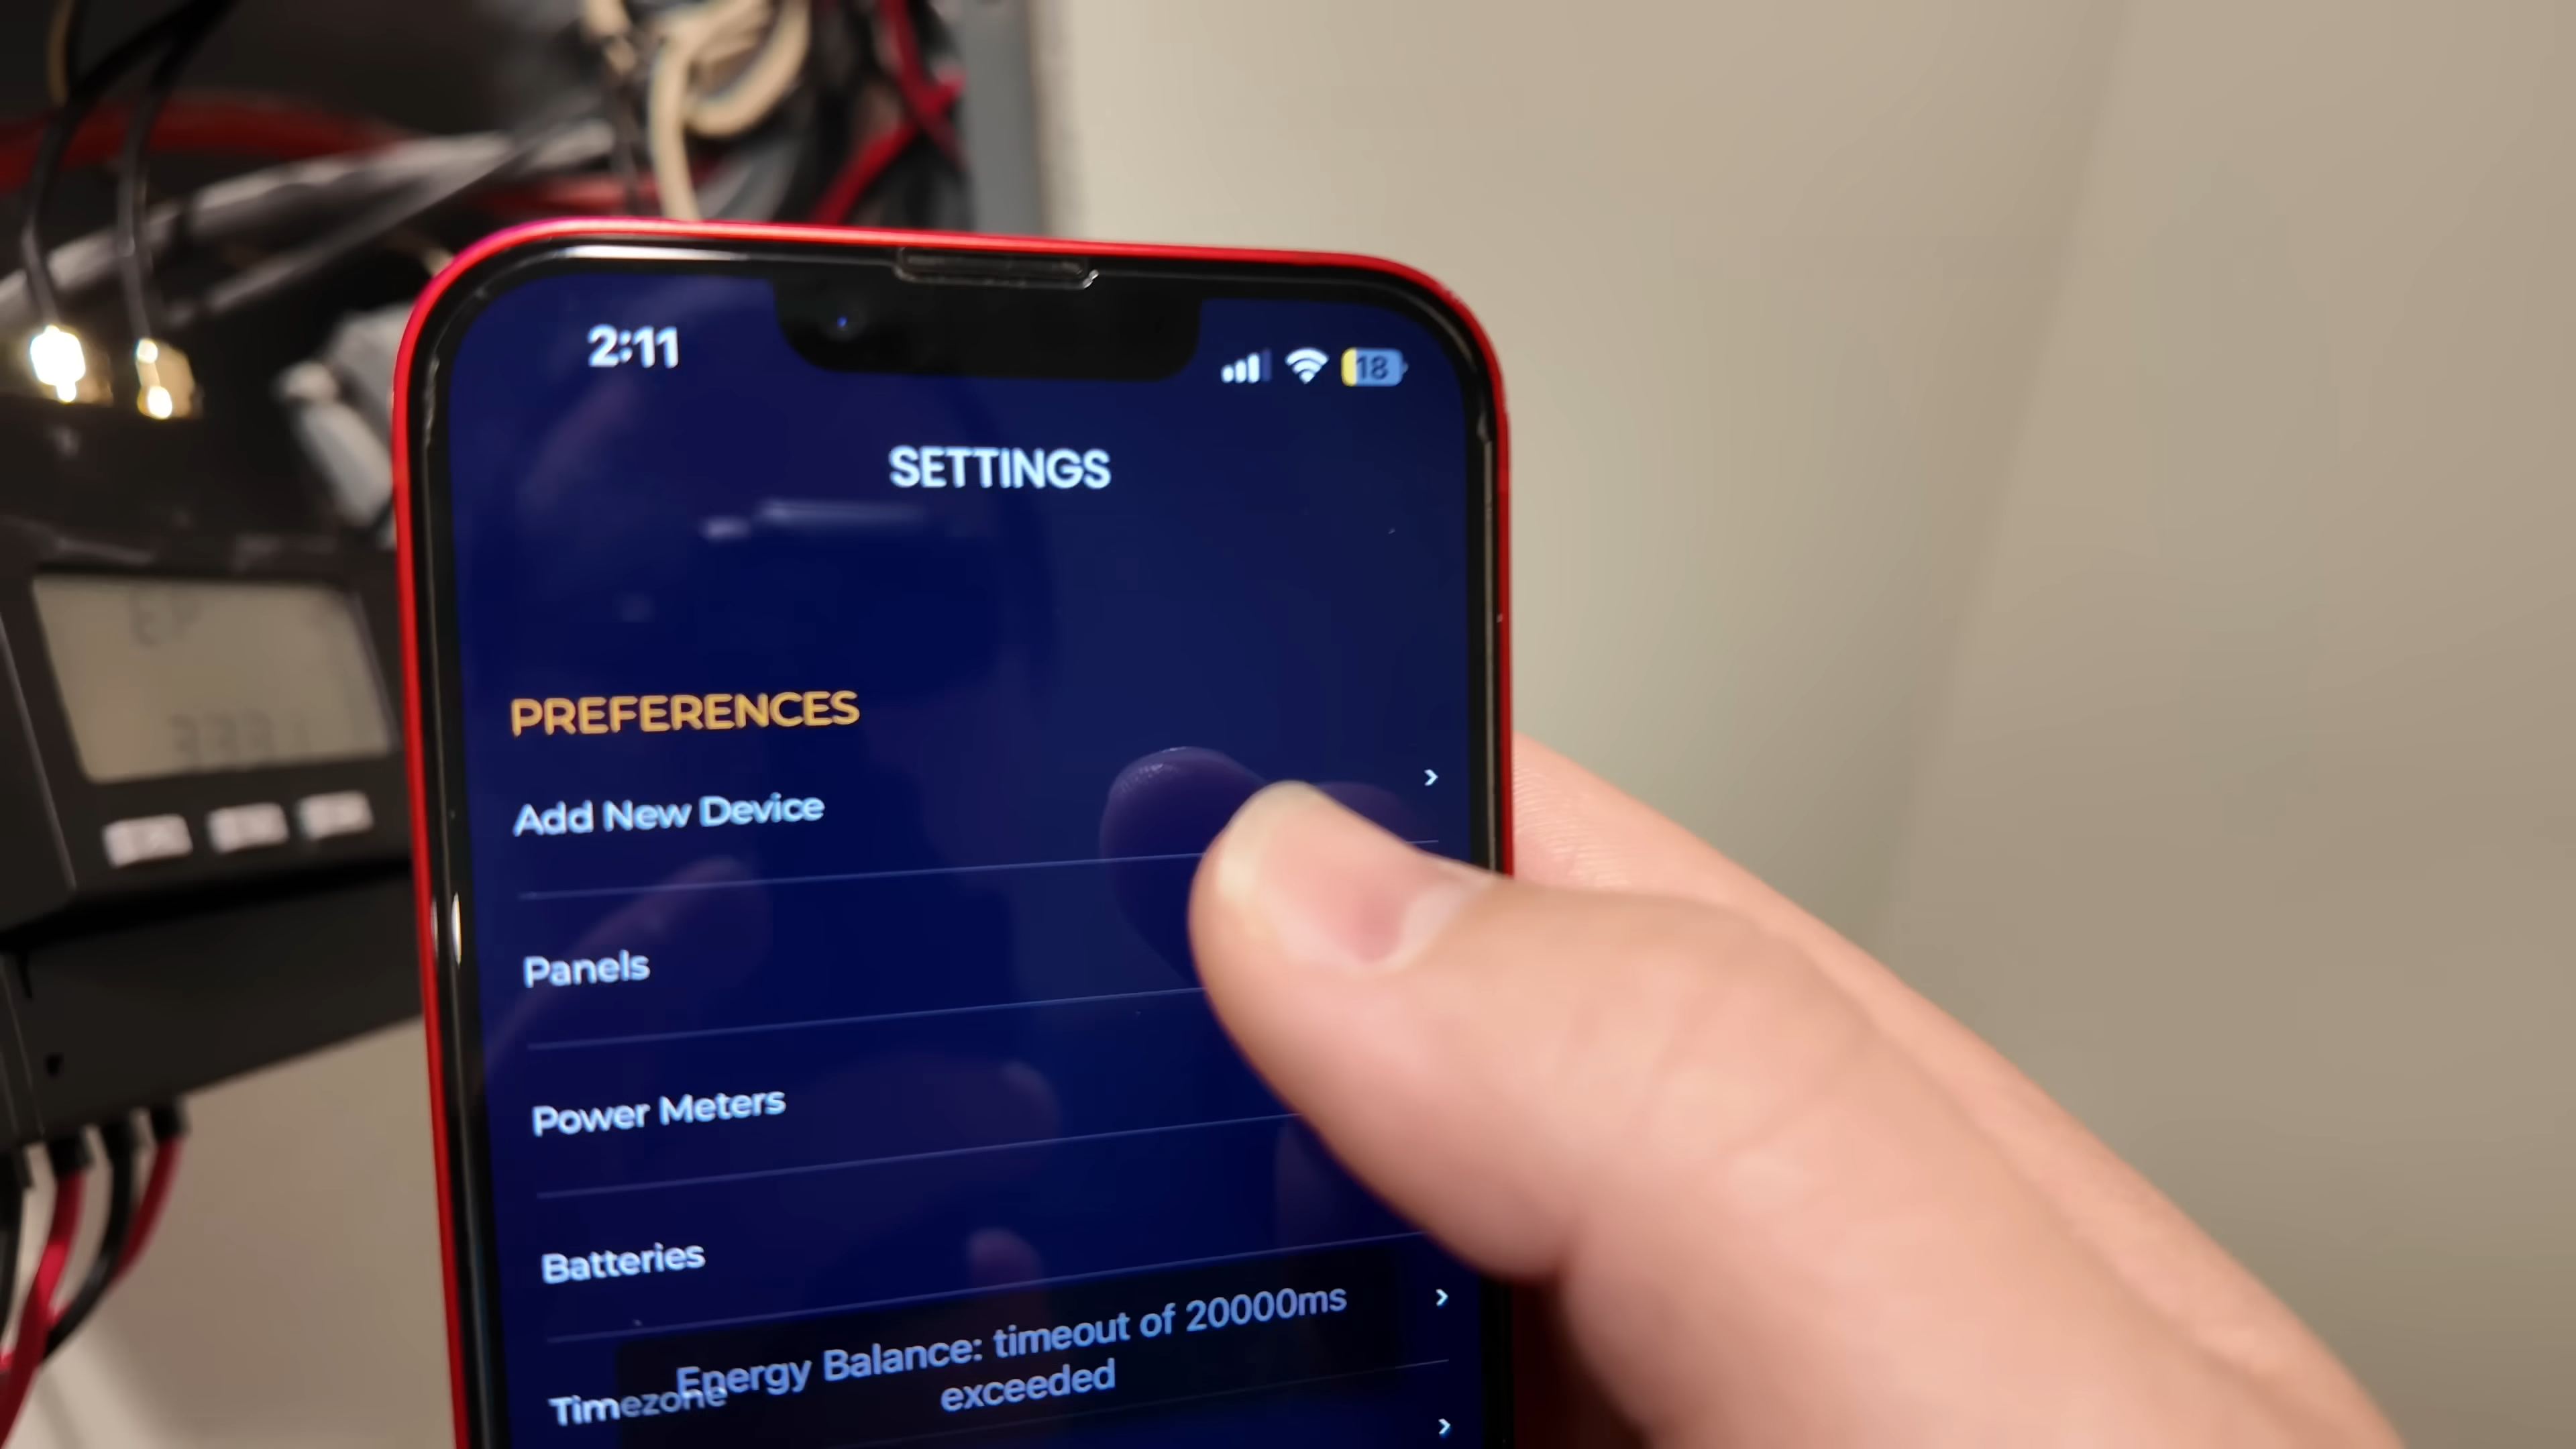 2:11
18
SETTINGS
PREFERENCES
Add New Device
Panels
Power Meters
Batteries
Energy Balance: timeout of 20000ms
exceeded
Timezone